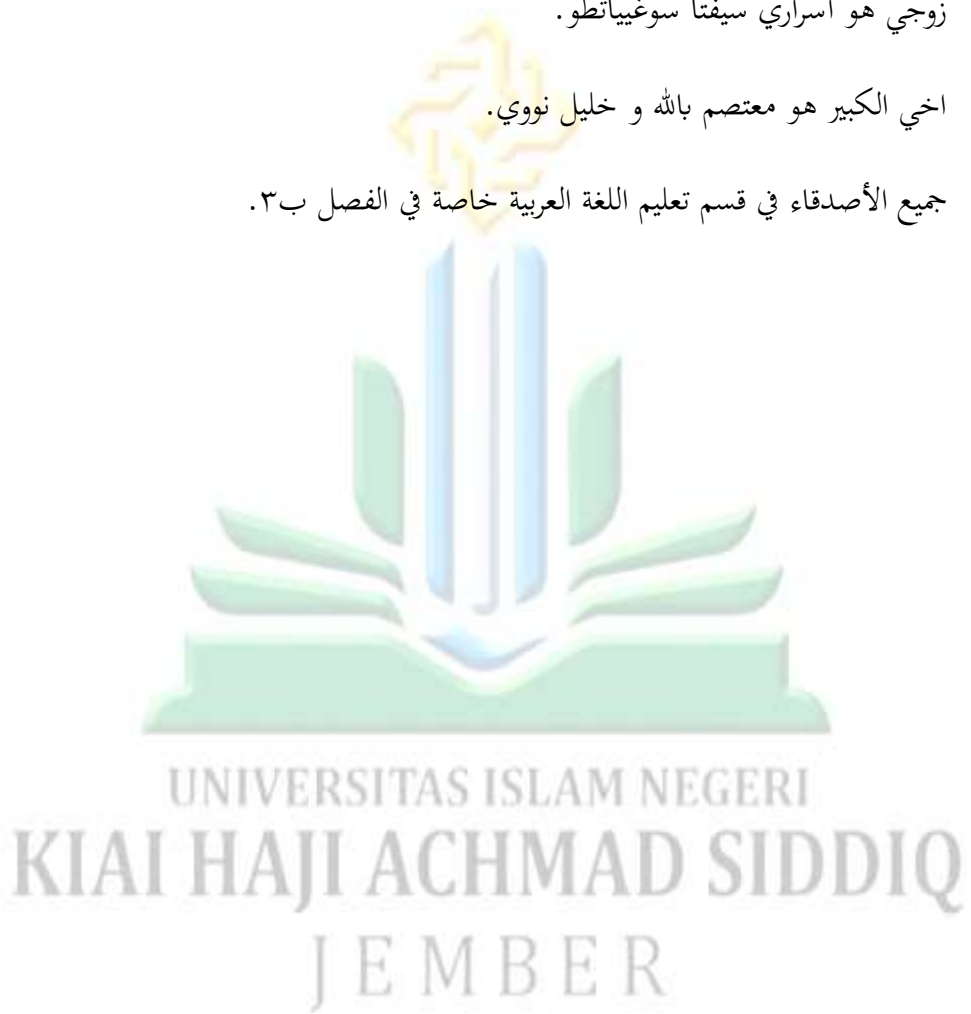 زوجي هو اسراري سيفتا سوغيياتطو.
اخي الكبير هو معتصم بالله و خليل نووي.
جميع الأصدقاء في قسم تعليم اللغة العربية خاصة في الفصل ب٣.
UNIVERSITAS ISLAM NEGERI
KIAI HAJI ACHMAD SIDDIQ
JEMBER